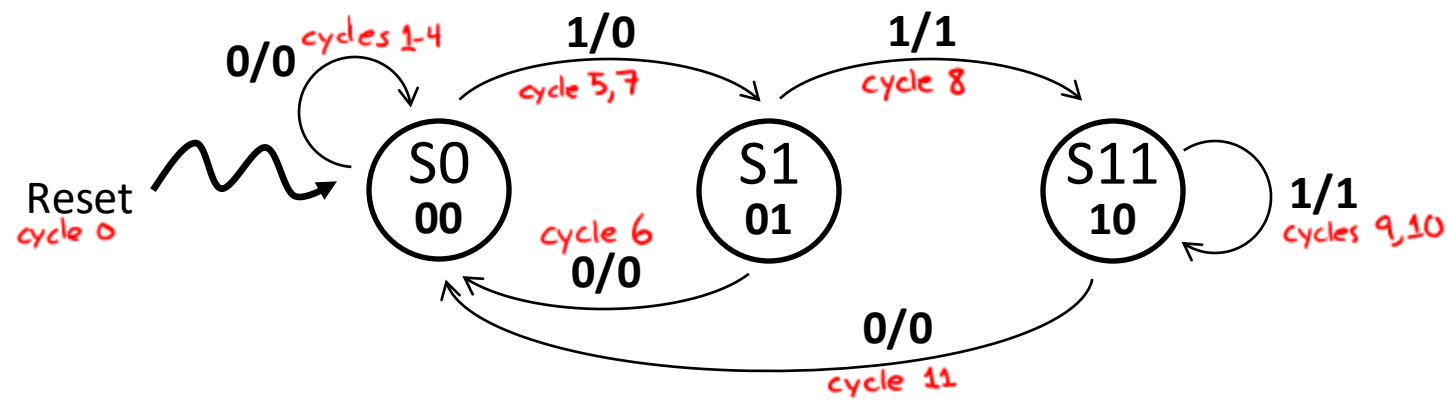 0/0
cycles 1-4
1/0
cycle 5,7
1/1
cycle 8
Reset
cycle 0
S0
00
S1
01
S11
10
1/1
cycles 9,10
cycle 6
0/0
0/0
cycle 11